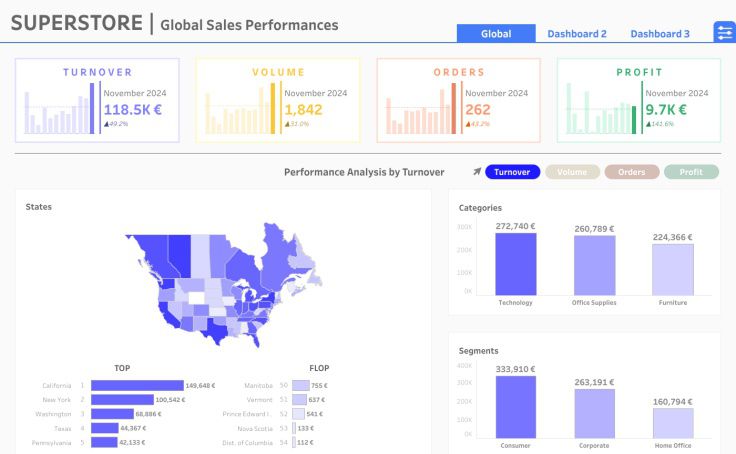 SUPERSTORE | Global Sales Performances
Global
Dashboard 2
Dashboard 3
TURNOVER
November 2024
118.5K €
▲49.2%
VOLUME
November 2024
1,842
▲31.0%
ORDERS
November 2024
262
▲43.2%
PROFIT
November 2024
9.7K €
▲141.6%
Performance Analysis by Turnover
Turnover
Volume
Orders
Profit
States
TOP
California 1 149,648 €
New York 2 100,542 €
Washington 3 68,886 €
Texas 4 44,367 €
Pennsylvania 5 42,133 €
FLOP
Manitoba 50 755 €
Vermont 51 637 €
Prince Edward I.. 52 541 €
Nova Scotia 53 133 €
Dist. of Columbia 54 112 €
Categories
300K
200K
100K
0K
272,740 €
260,789 €
224,366 €
Technology
Office Supplies
Furniture
Segments
400K
300K
200K
100K
0K
333,910 €
263,191 €
160,794 €
Consumer
Corporate
Home Office